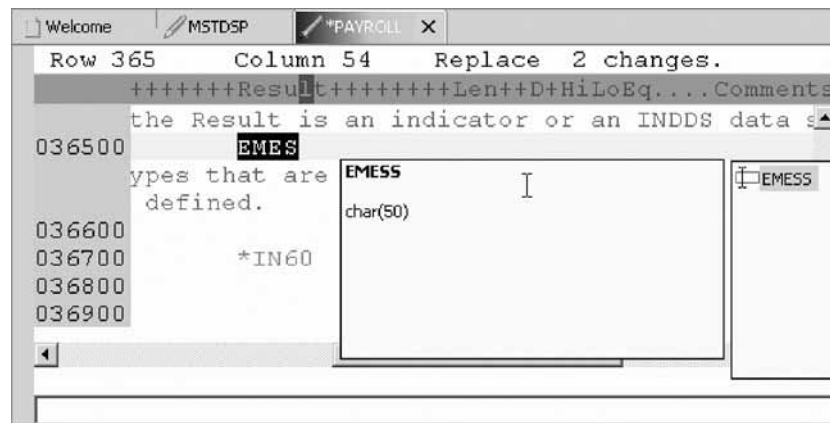 Welcome MSTDSP *PAYROLL X
Row 365 Column 54 Replace 2 changes.
+++++++Result++++++++Len++D+HiLoEq....Comments
the Result is an indicator or an INDDS data s
036500 EMES
ypes that are
defined.
EMESS
char(50)
EMESS
036600
036700 *IN60
036800
036900